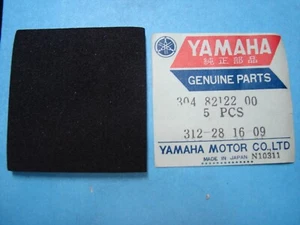 YAMAHA
純正部品
GENUINE PARTS
304 82122 00
5 PCS
312-28 16 09
YAMAHA MOTOR CO.,LTD
MADE IN JAPAN N10311